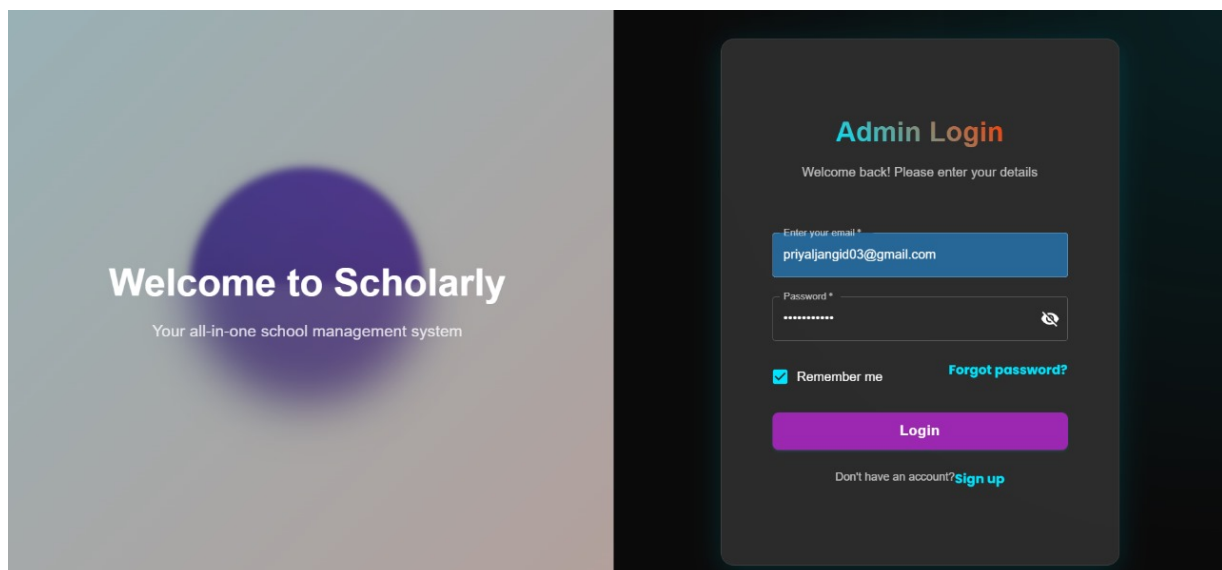 Welcome to Scholarly
Your all-in-one school management system
Admin Login
Welcome back! Please enter your details
Enter your email *
priyaljangid03@gmail.com
Password *
•••••••••••
Remember me
Forgot password?
Login
Don't have an account?Sign up